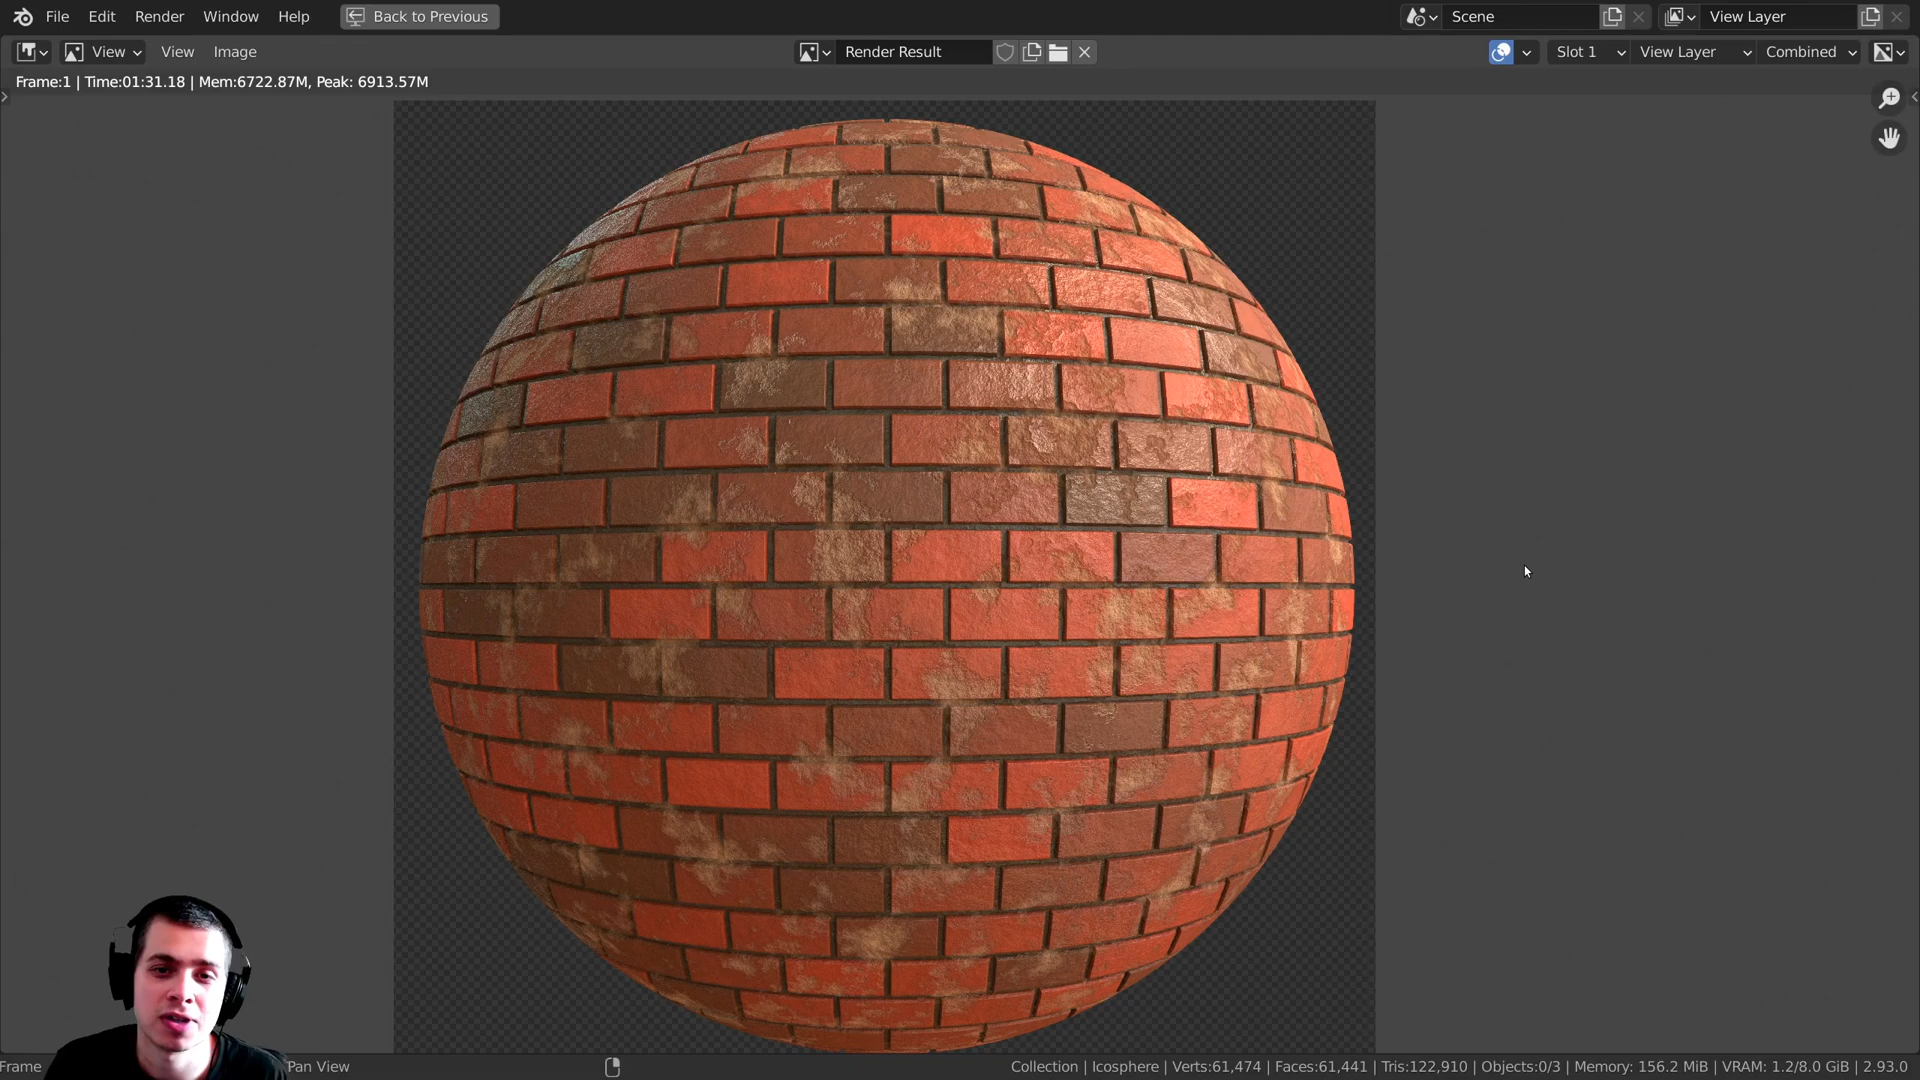 File Edit Render Window Help Back to Previous Scene View Layer
View View Image Render Result Slot 1 View Layer Combined
Frame:1 | Time:01:31.18 | Mem:6722.87M, Peak: 6913.57M
Frame Pan View Collection | Icosphere | Verts:61,474 | Faces:61,441 | Tris:122,910 | Objects:0/3 | Memory: 156.2 MiB | VRAM: 1.2/8.0 GiB | 2.93.0